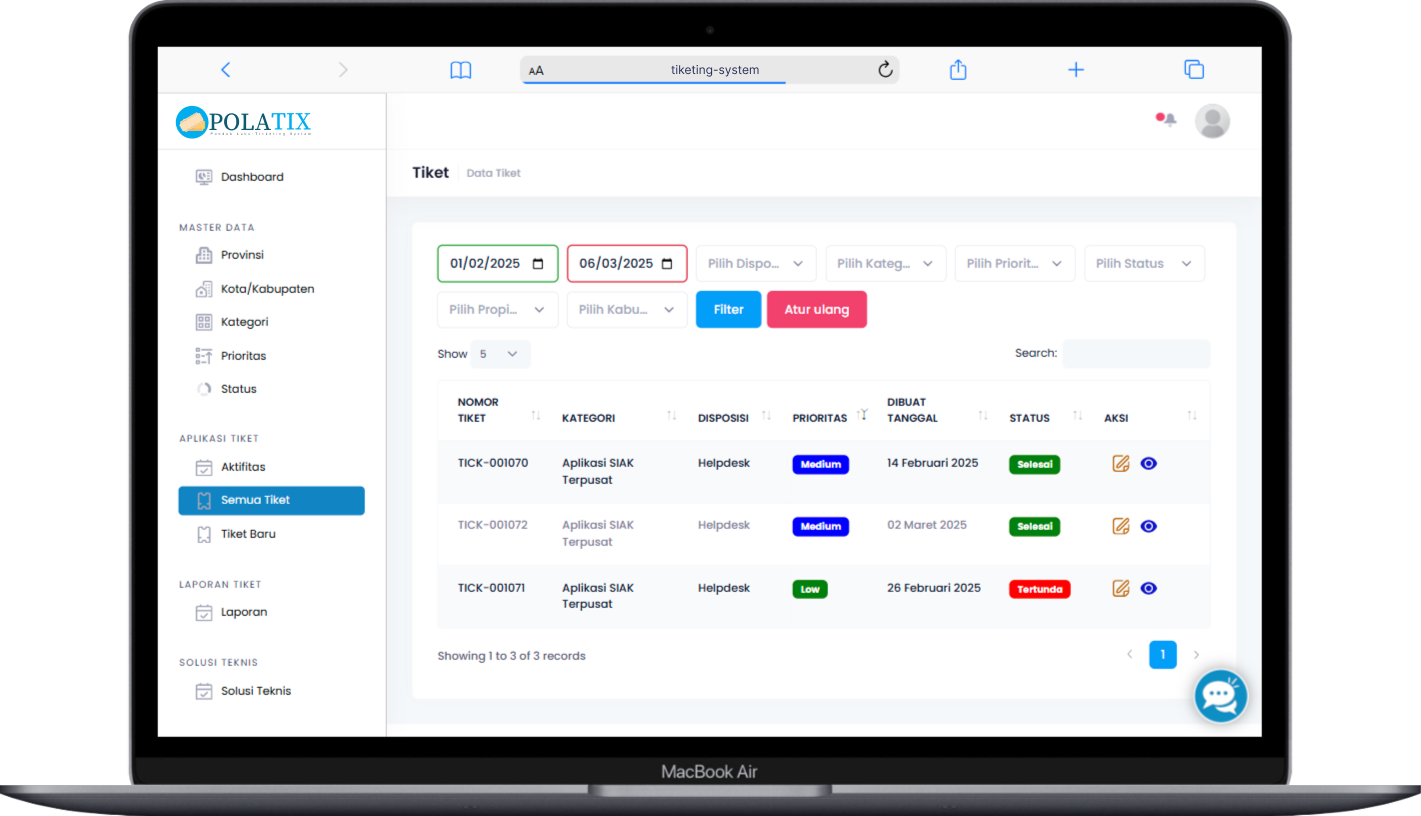 AA tiketing-system
POLATIX
Tiket Data Tiket
Dashboard
MASTER DATA
Provinsi
Kota/Kabupaten
Kategori
Prioritas
Status
APLIKASI TIKET
Aktifitas
Semua Tiket
Tiket Baru
LAPORAN TIKET
Laporan
SOLUSI TEKNIS
Solusi Teknis
01/02/2025 06/03/2025 Pilih Dispo... Pilih Kateg... Pilih Priorit... Pilih Status
Pilih Propi... Pilih Kabu... Filter Atur ulang
Show 5 Search:
NOMOR TIKET KATEGORI DISPOSISI PRIORITAS DIBUAT TANGGAL STATUS AKSI
TICK-001070 Aplikasi SIAK Terpusat Helpdesk Medium 14 Februari 2025 Selesai
TICK-001072 Aplikasi SIAK Terpusat Helpdesk Medium 02 Maret 2025 Selesai
TICK-001071 Aplikasi SIAK Terpusat Helpdesk Low 26 Februari 2025 Tertunda
Showing 1 to 3 of 3 records 1
MacBook Air